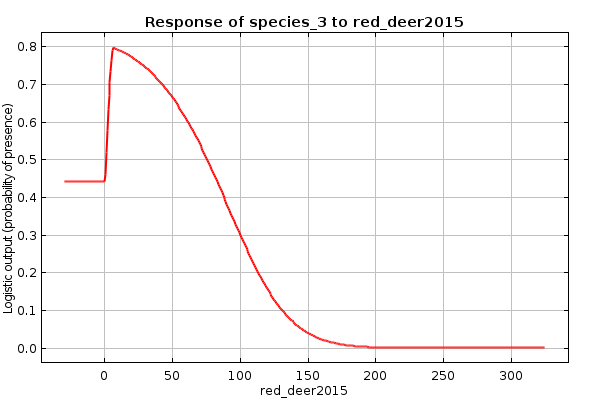 Response of species_3 to red_deer2015
Logistic output (probability of presence)
0.8
0.7
0.6
0.5
0.4
0.3
0.2
0.1
0.0
0 50 100 150 200 250 300
red_deer2015